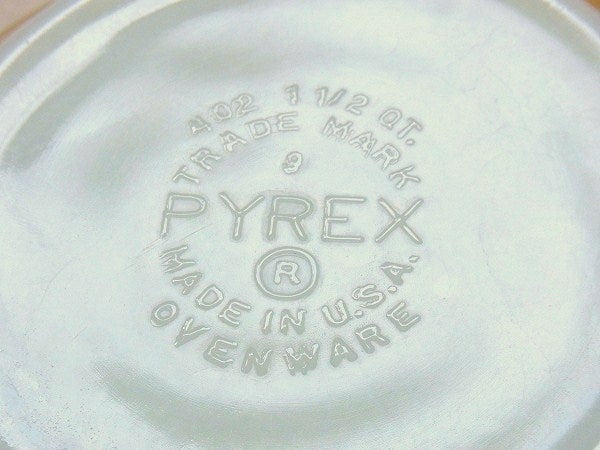 402 1 1/2 QT.
TRADE MARK
9
PYREX
®
MADE IN U.S.A.
OVENWARE